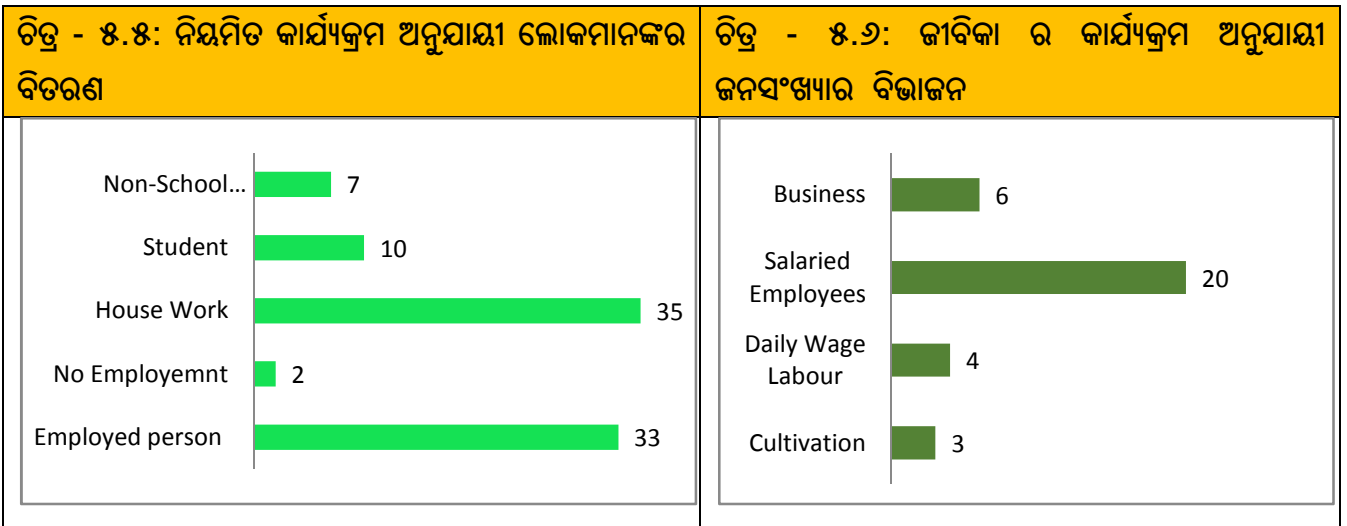 ଚିତ୍ର - ୫.୫: ନିୟମିତ କାର୍ଯ୍ୟକ୍ରମ ଅନୁଯାୟୀ ଲୋକମାନଙ୍କର
ବିତରଣ
Non-School... 7
Student 10
House Work 35
No Employemnt 2
Employed person 33
ଚିତ୍ର - ୫.୬: ଜୀବିକା ର କାର୍ଯ୍ୟକ୍ରମ ଅନୁଯାୟୀ
ଜନସଂଖ୍ୟାର ବିଭାଜନ
Business 6
Salaried
Employees 20
Daily Wage
Labour 4
Cultivation 3